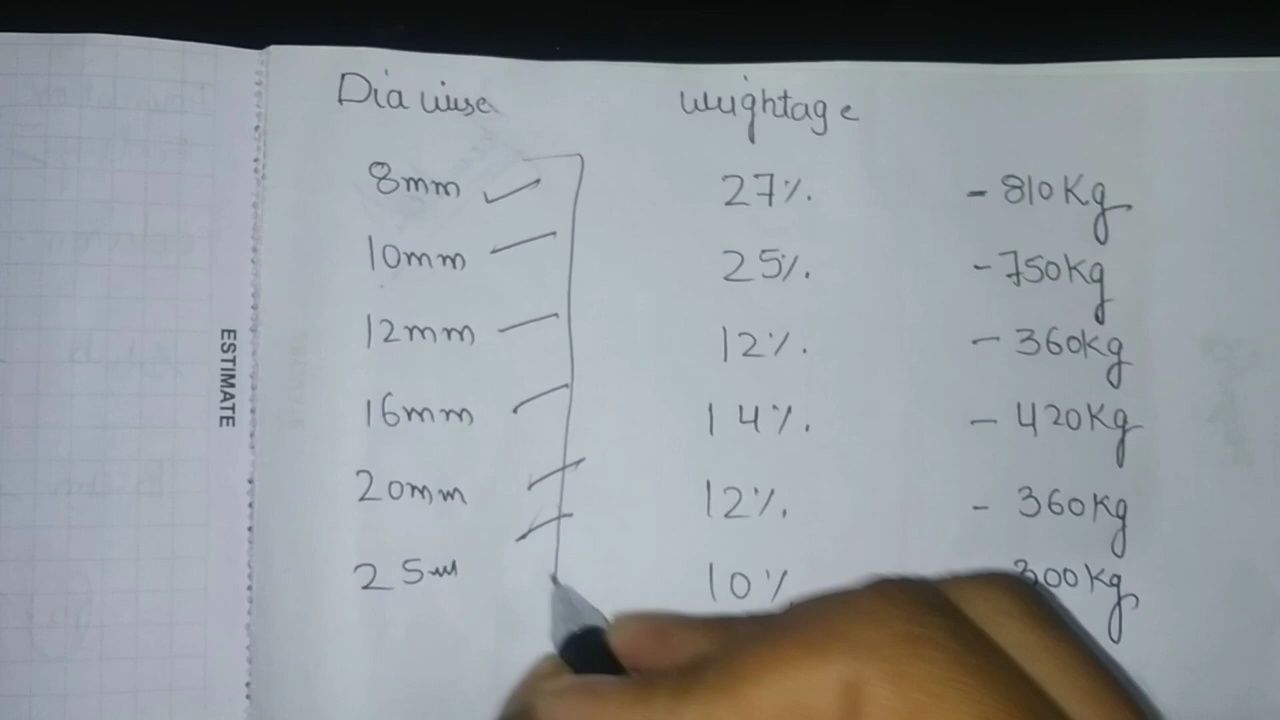 Dia wise weightage
8mm 27%. - 810Kg
10mm 25%. - 750Kg
12mm 12%. - 360Kg
16mm 14%. - 420Kg
20mm 12%. - 360Kg
25m 10% 300Kg
ESTIMATE